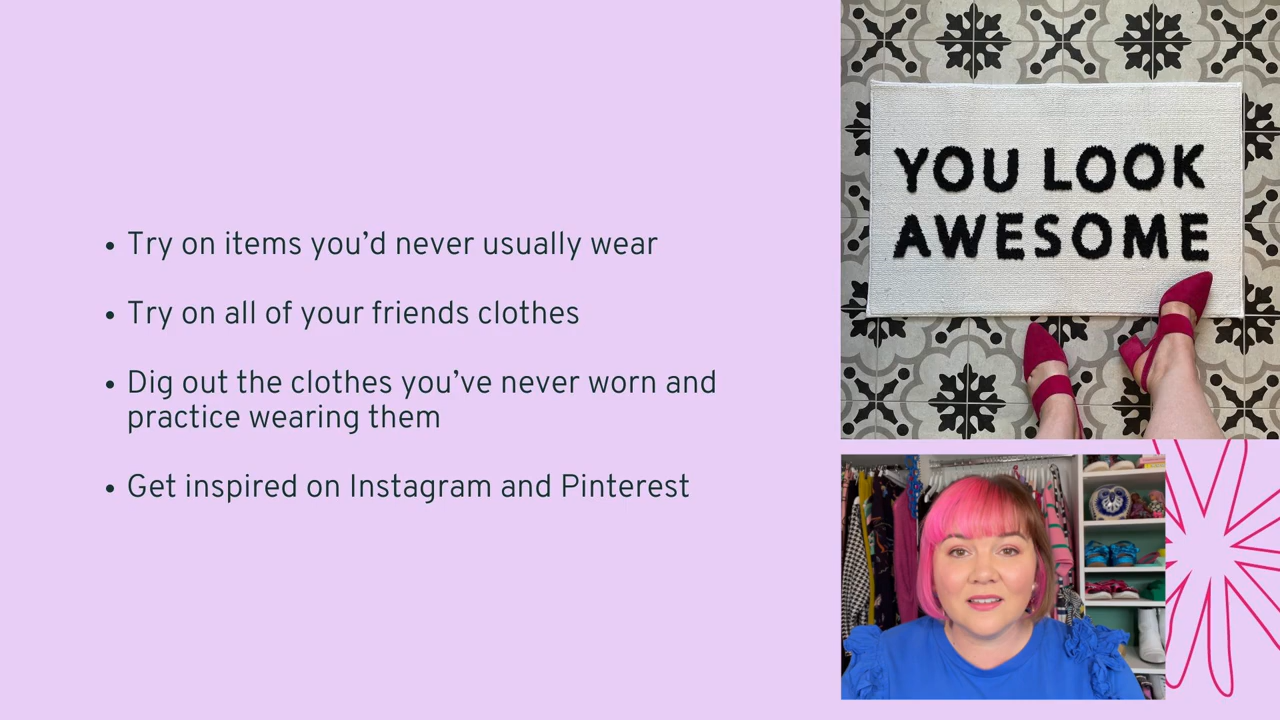 • Try on items you’d never usually wear
• Try on all of your friends clothes
• Dig out the clothes you’ve never worn and
practice wearing them
• Get inspired on Instagram and Pinterest
YOU LOOK
AWESOME